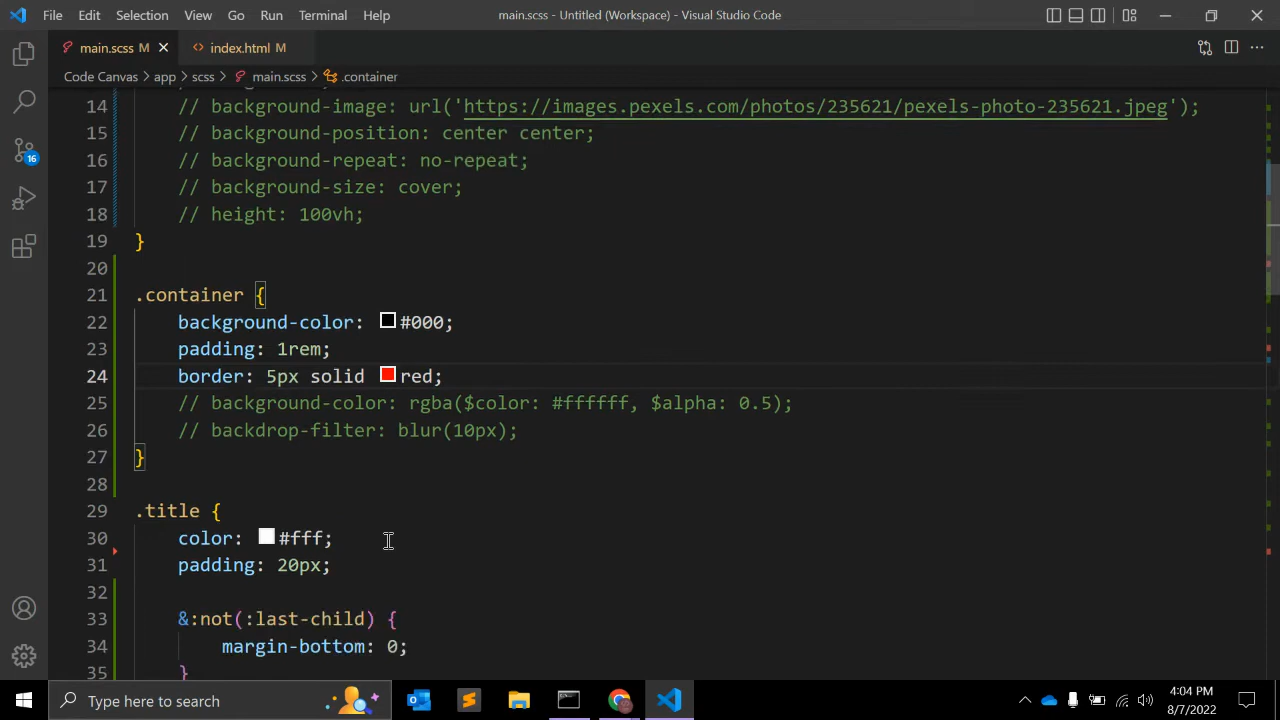 File Edit Selection View Go Run Terminal Help main.scss - Untitled (Workspace) - Visual Studio Code
main.scss M index.html M
Code Canvas > app > scss > main.scss > .container
14 // background-image: url('https://images.pexels.com/photos/235621/pexels-photo-235621.jpeg');
15 // background-position: center center;
16 // background-repeat: no-repeat;
17 // background-size: cover;
18 // height: 100vh;
19 }
20
21 .container {
22 background-color: #000;
23 padding: 1rem;
24 border: 5px solid red;
25 // background-color: rgba($color: #ffffff, $alpha: 0.5);
26 // backdrop-filter: blur(10px);
27 }
28
29 .title {
30 color: #fff;
31 padding: 20px;
32
33 &:not(:last-child) {
34 margin-bottom: 0;
35 }
16
Type here to search
4:04 PM
8/7/2022